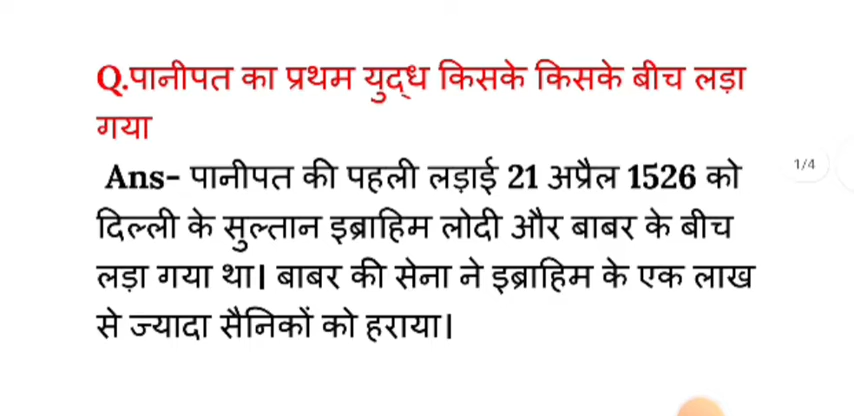 Q.पानीपत का प्रथम युद्ध किसके किसके बीच लड़ा
गया
Ans- पानीपत की पहली लड़ाई 21 अप्रैल 1526 को
1/4
दिल्ली के सुल्तान इब्राहिम लोदी और बाबर के बीच
लड़ा गया था। बाबर की सेना ने इब्राहिम के एक लाख
से ज्यादा सैनिकों को हराया।